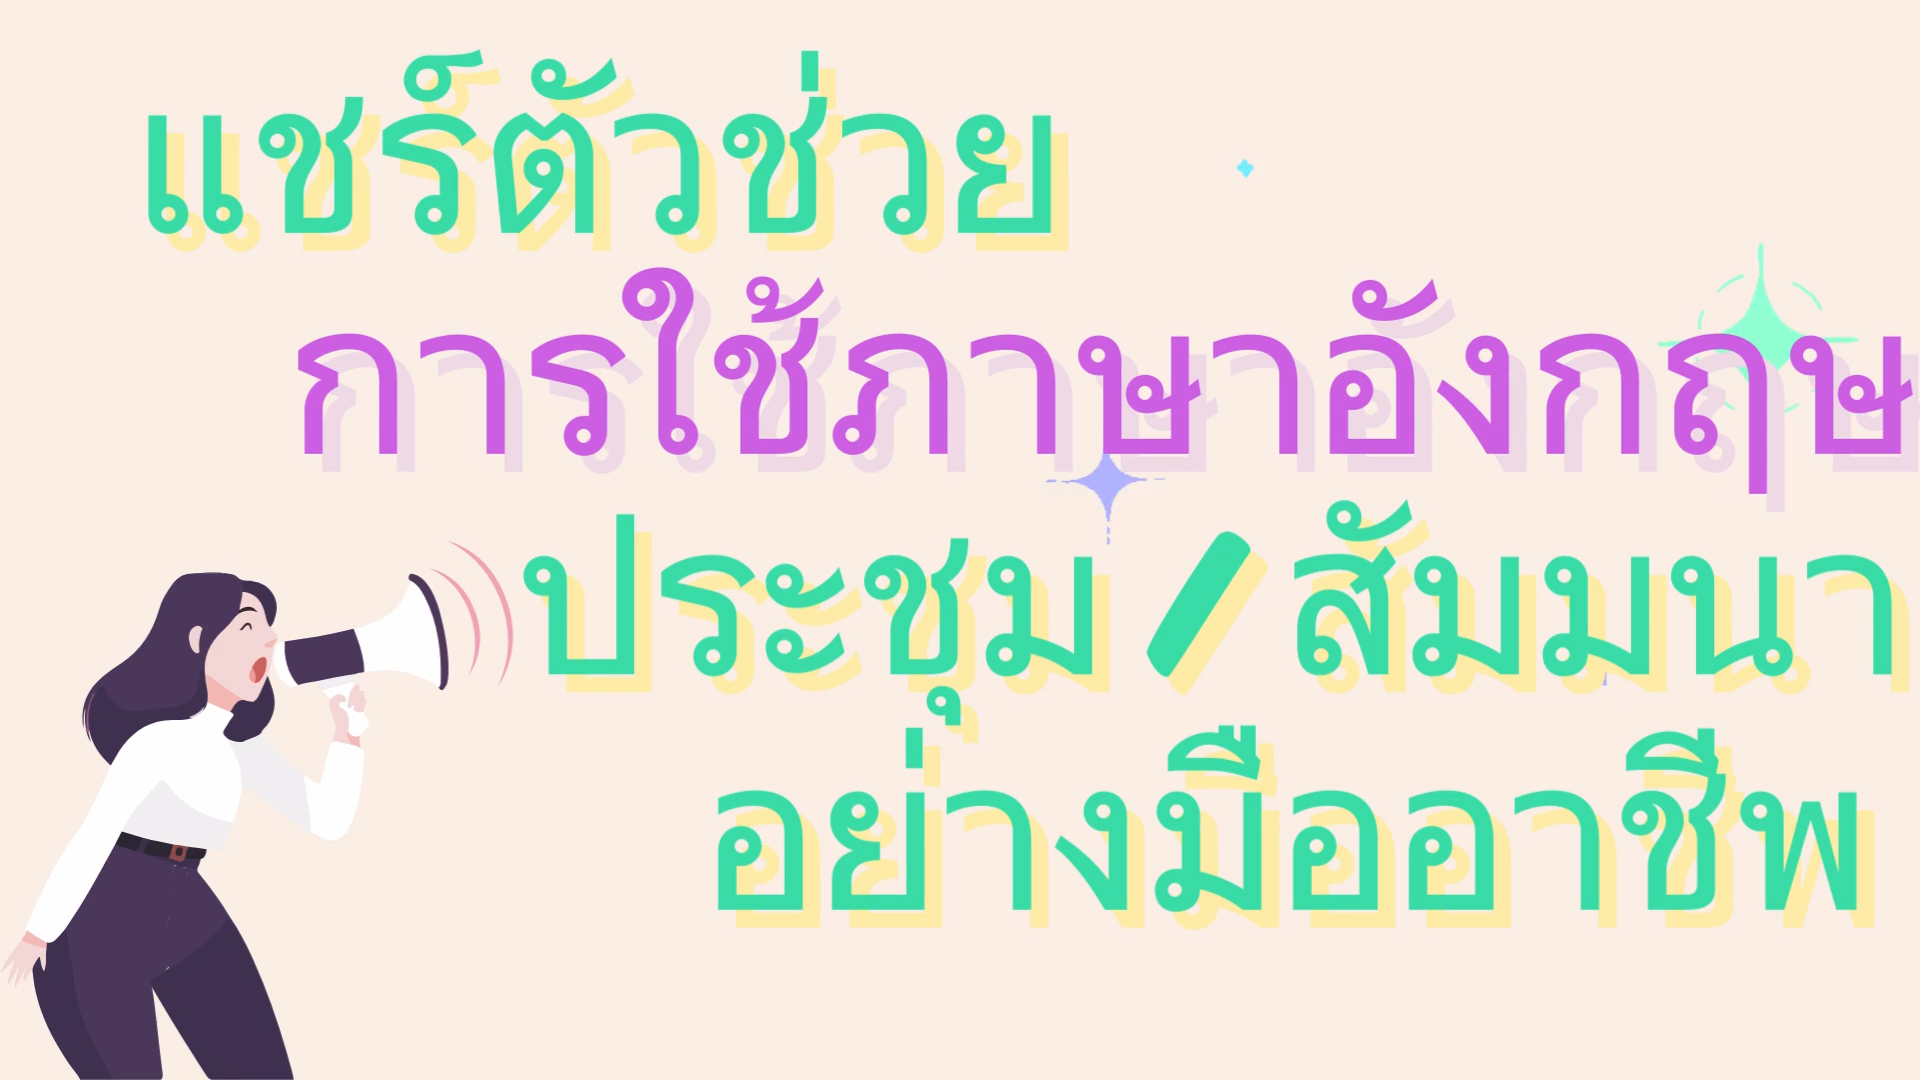 แชร์ตัวช่วย
การใช้ภาษาอังกฤษ
ประชุม / สัมมนา
อย่างมืออาชีพ